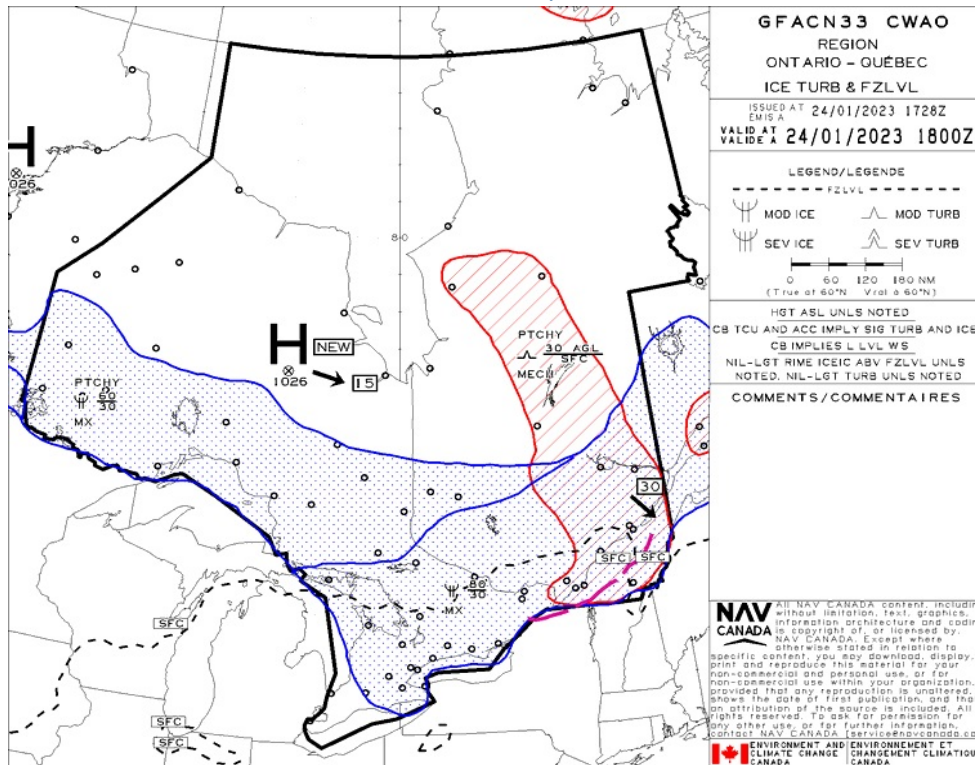 GFACN33 CWAO
REGION
ONTARIO – QUÉBEC
ICE TURB & FZLVL
ISSUED AT 24/01/2023 1728Z
ÉMIS A
VALID AT 24/01/2023 1800Z
VALIDE A
LEGEND/LÉGENDE
FZLVL
MOD ICE
MOD TURB
SEV ICE
SEV TURB
0 60 120 180 NM
(True at 60°N Vrai à 60°N)
HGT ASL UNLS NOTED
CB TCU AND ACC IMPLY SIG TURB AND ICE
CB IMPLIES LLVL WS
NIL-LGT RIME ICEIC ABV FZLVL UNLS
NOTED. NIL-LGT TURB UNLS NOTED
COMMENTS/COMMENTAIRES
H
1026
80
H
NEW
1026
15
PTCHY
30 AGL
SFC
MECH
PTCHY
30
MX
30
SFC
SFC
80
30
MX
SFC
SFC
SFC
NAV
CANADA
All NAV CANADA content, includin
without limitation, text, graphics,
information architecture and codin
is copyright of, or licensed by,
NAV CANADA. Except where
otherwise stated in relation to
specific content, you may download, display,
print and reproduce this material for your
non-commercial and personal use, or for
non-commercial use within your organization,
provided that any reproduction is unaltered,
shows the date of first publication, and tha
an attribution of the source is included. All
rights reserved. To ask for permission for
any other use, or for further information,
contact NAV CANADA [service@navcanada.ca
ENVIRONMENT AND
CLIMATE CHANGE
CANADA
ENVIRONNEMENT ET
CHANGEMENT CLIMATIQU
CANADA